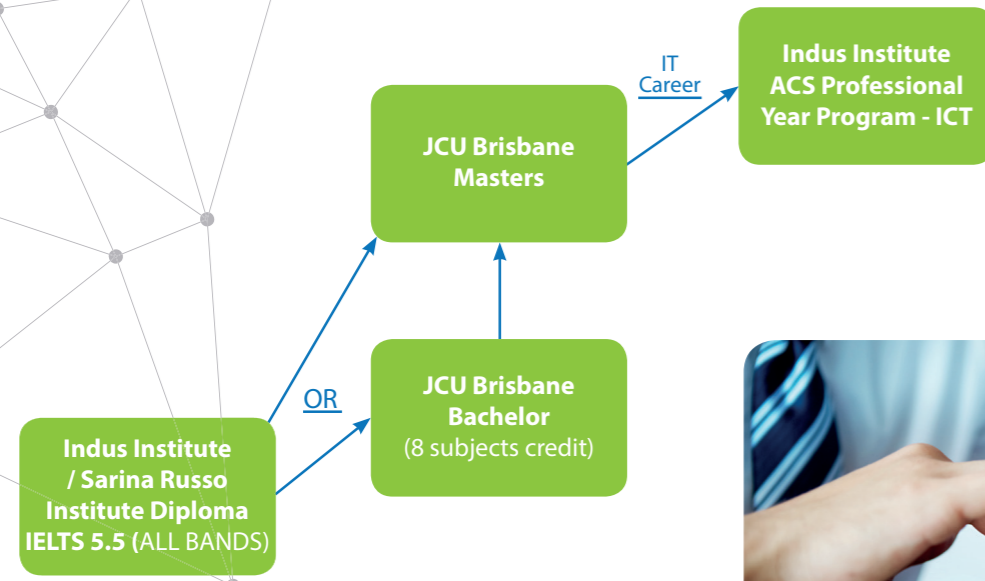 IT
Career
Indus Institute
ACS Professional
Year Program - ICT
JCU Brisbane
Masters
OR
JCU Brisbane
Bachelor
(8 subjects credit)
Indus Institute
/ Sarina Russo
Institute Diploma
IELTS 5.5 (ALL BANDS)